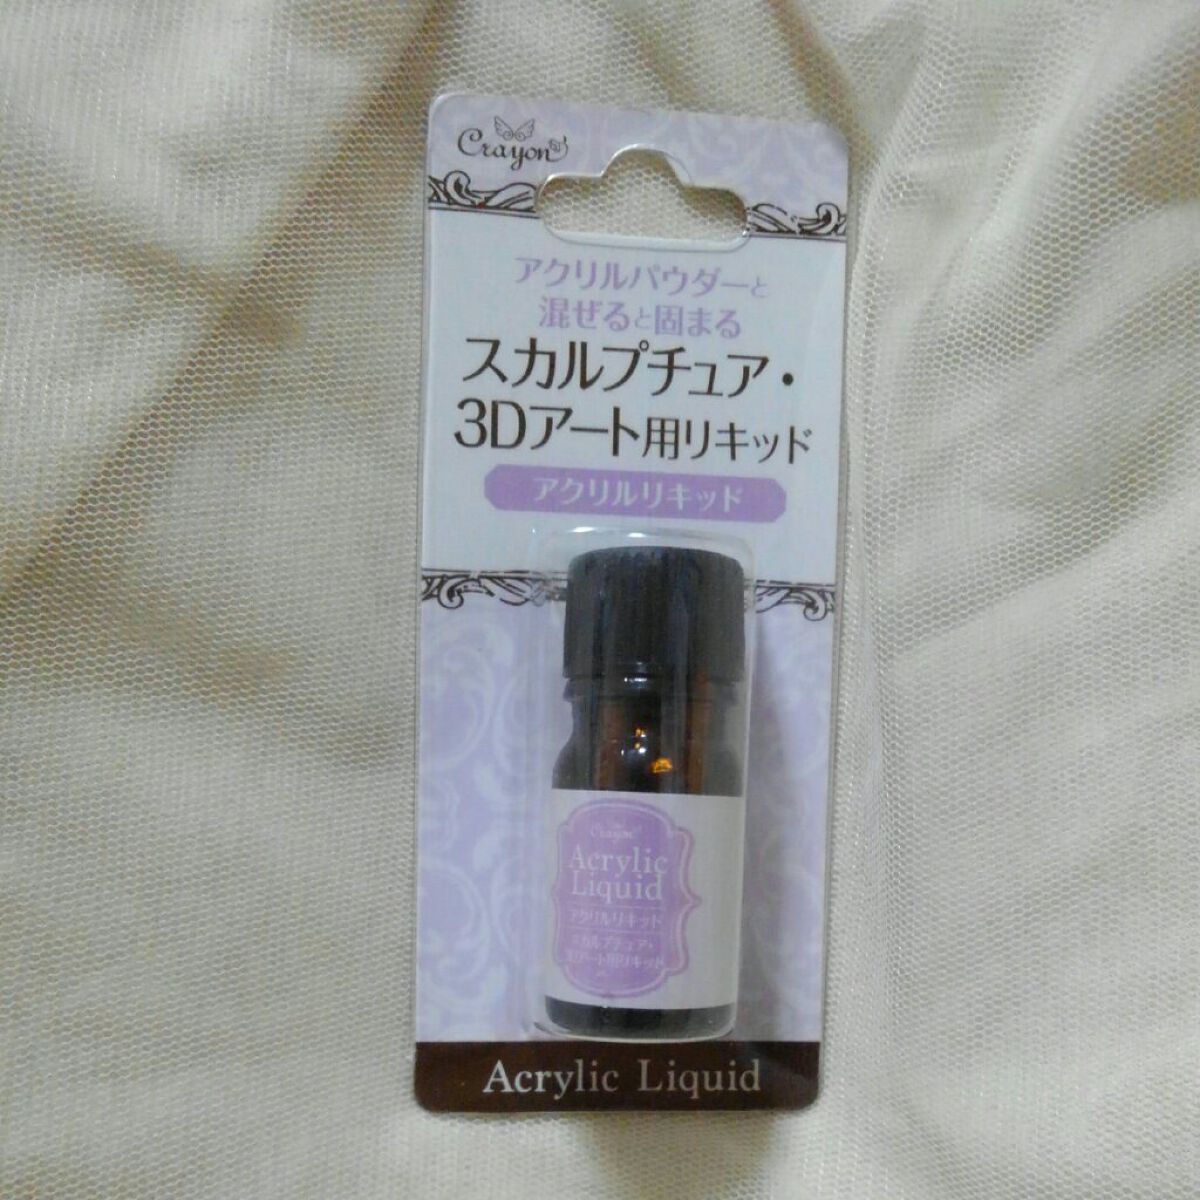 Crayon
アクリルパウダーと
混ぜると固まる
スカルプチュア・
3Dアート用リキッド
アクリルリキッド
Crayon
Acrylic
Liquid
アクリルリキッド
スカルプチュア・
3Dアート用リキッド
Acrylic Liquid